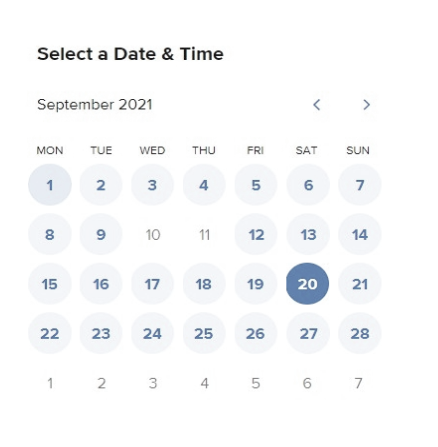 Select a Date & Time
September 2021
MON TUE WED THU FRI SAT SUN
1 2 3 4 5 6 7
8 9 10 11 12 13 14
15 16 17 18 19 20 21
22 23 24 25 26 27 28
1 2 3 4 5 6 7